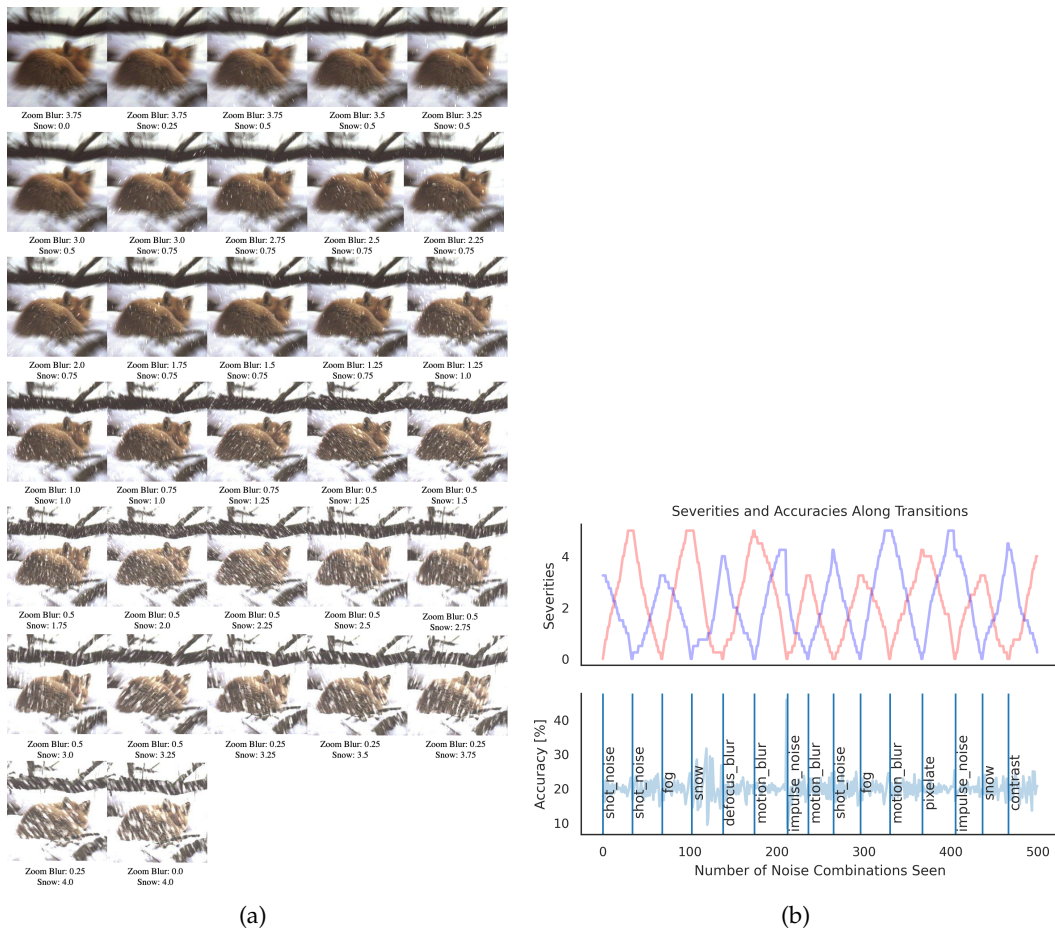 Zoom Blur: 3.75 Zoom Blur: 3.75 Zoom Blur: 3.75 Zoom Blur: 3.5 Zoom Blur: 3.25
Snow: 0.0 Snow: 0.25 Snow: 0.5 Snow: 0.5 Snow: 0.5
Zoom Blur: 3.0 Zoom Blur: 3.0 Zoom Blur: 2.75 Zoom Blur: 2.5 Zoom Blur: 2.25
Snow: 0.5 Snow: 0.75 Snow: 0.75 Snow: 0.75 Snow: 0.75
Zoom Blur: 2.0 Zoom Blur: 1.75 Zoom Blur: 1.5 Zoom Blur: 1.25 Zoom Blur: 1.25
Snow: 0.75 Snow: 0.75 Snow: 0.75 Snow: 0.75 Snow: 1.0
Zoom Blur: 1.0 Zoom Blur: 0.75 Zoom Blur: 0.75 Zoom Blur: 0.5 Zoom Blur: 0.5
Snow: 1.0 Snow: 1.0 Snow: 1.25 Snow: 1.25 Snow: 1.5
Zoom Blur: 0.5 Zoom Blur: 0.5 Zoom Blur: 0.5 Zoom Blur: 0.5 Zoom Blur: 0.5
Snow: 1.75 Snow: 2.0 Snow: 2.25 Snow: 2.5 Snow: 2.75
Zoom Blur: 0.5 Zoom Blur: 0.5 Zoom Blur: 0.25 Zoom Blur: 0.25 Zoom Blur: 0.25
Snow: 3.0 Snow: 3.25 Snow: 3.25 Snow: 3.5 Snow: 3.75
Zoom Blur: 0.25 Zoom Blur: 0.0
Snow: 4.0 Snow: 4.0
(a)
Severities and Accuracies Along Transitions
Severities
4
2
0
Accuracy [%]
40
30
20
10
shot_noise
shot_noise
fog
snow
defocus_blur
motion_blur
impulse_noise
motion_blur
shot_noise
fog
motion_blur
pixelate
impulse_noise
snow
contrast
0 100 200 300 400 500
Number of Noise Combinations Seen
(b)